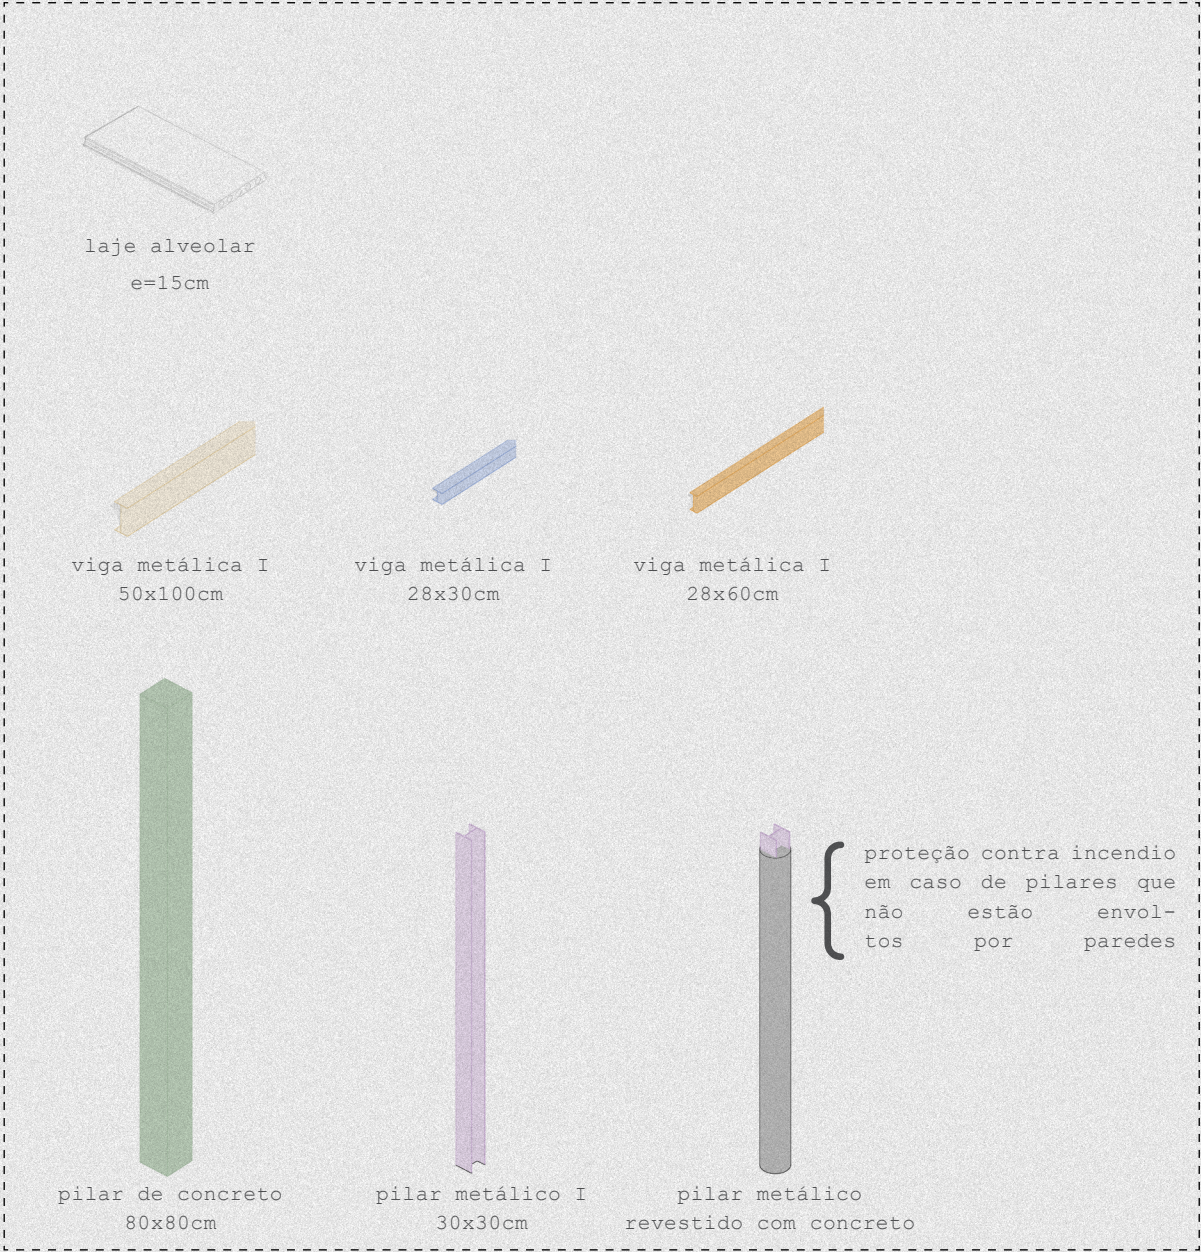 laje alveolar
e=15cm
viga metálica I
50x100cm
viga metálica I
28x30cm
viga metálica I
28x60cm
proteção contra incendio
em caso de pilares que
não estão envol-
tos por paredes
pilar de concreto
80x80cm
pilar metálico I
30x30cm
pilar metálico
revestido com concreto